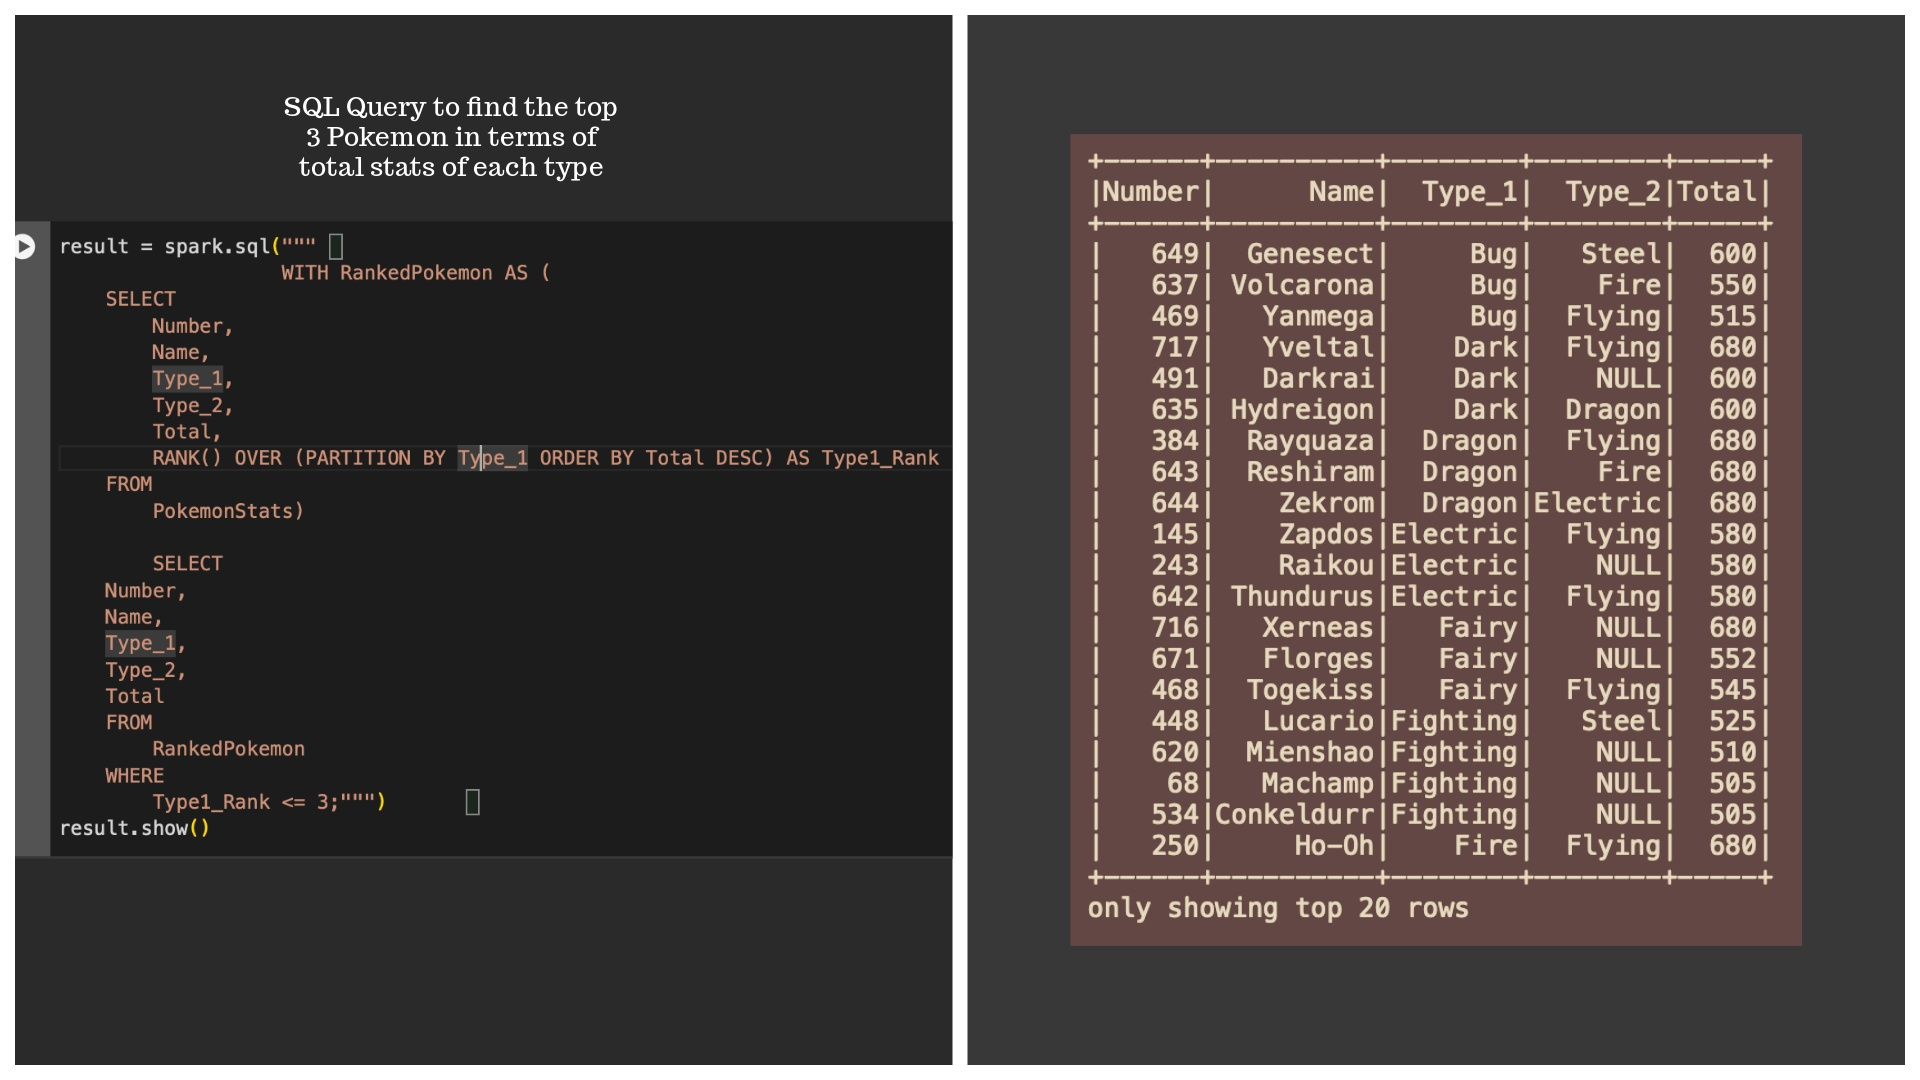 SQL Query to find the top
3 Pokemon in terms of
total stats of each type
result = spark.sql("""
WITH RankedPokemon AS (
SELECT
Number,
Name,
Type_1,
Type_2,
Total,
RANK() OVER (PARTITION BY Type_1 ORDER BY Total DESC) AS Type1_Rank
FROM
PokemonStats)
SELECT
Number,
Name,
Type_1,
Type_2,
Total
FROM
RankedPokemon
WHERE
Type1_Rank <= 3;""")
result.show()
+------+----------+--------+--------+-----+
|Number|      Name|  Type_1|  Type_2|Total|
+------+----------+--------+--------+-----+
|   649|  Genesect|     Bug|   Steel|  600|
|   637| Volcarona|     Bug|    Fire|  550|
|   469|   Yanmega|     Bug|  Flying|  515|
|   717|   Yveltal|    Dark|  Flying|  680|
|   491|   Darkrai|    Dark|    NULL|  600|
|   635| Hydreigon|    Dark|  Dragon|  600|
|   384|  Rayquaza|  Dragon|  Flying|  680|
|   643|  Reshiram|  Dragon|    Fire|  680|
|   644|    Zekrom|  Dragon|Electric|  680|
|   145|    Zapdos|Electric|  Flying|  580|
|   243|    Raikou|Electric|    NULL|  580|
|   642| Thundurus|Electric|  Flying|  580|
|   716|   Xerneas|   Fairy|    NULL|  680|
|   671|   Florges|   Fairy|    NULL|  552|
|   468|  Togekiss|   Fairy|  Flying|  545|
|   448|   Lucario|Fighting|   Steel|  525|
|   620|  Mienshao|Fighting|    NULL|  510|
|    68|   Machamp|Fighting|    NULL|  505|
|   534|Conkeldurr|Fighting|    NULL|  505|
|   250|     Ho-Oh|    Fire|  Flying|  680|
+------+----------+--------+--------+-----+
only showing top 20 rows